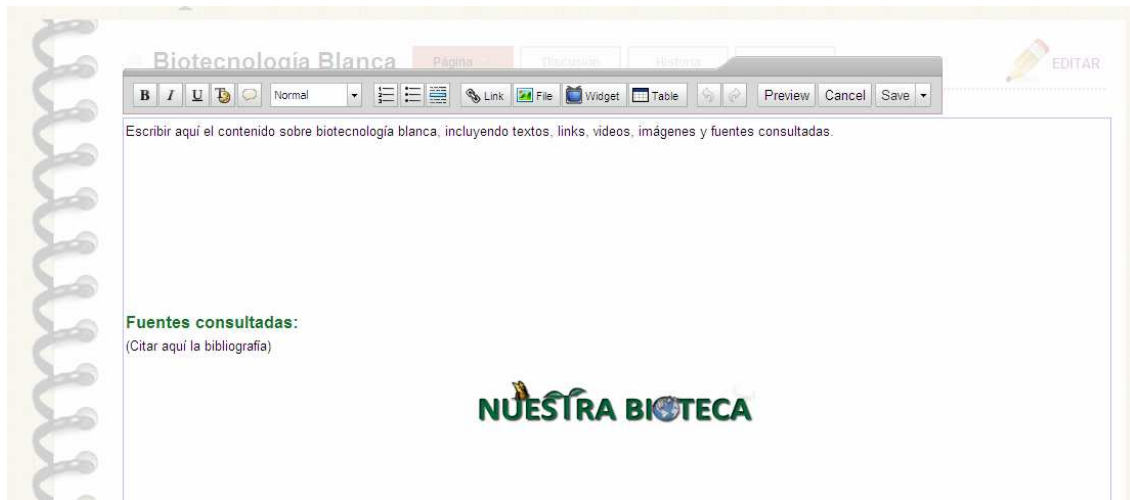 Biotecnología Blanca Página Discusión Historia
EDITAR
B I U Normal Link File Widget Table Preview Cancel Save
Escribir aquí el contenido sobre biotecnología blanca, incluyendo textos, links, videos, imágenes y fuentes consultadas.
Fuentes consultadas:
(Citar aquí la bibliografía)
NUESTRA BIOTECA